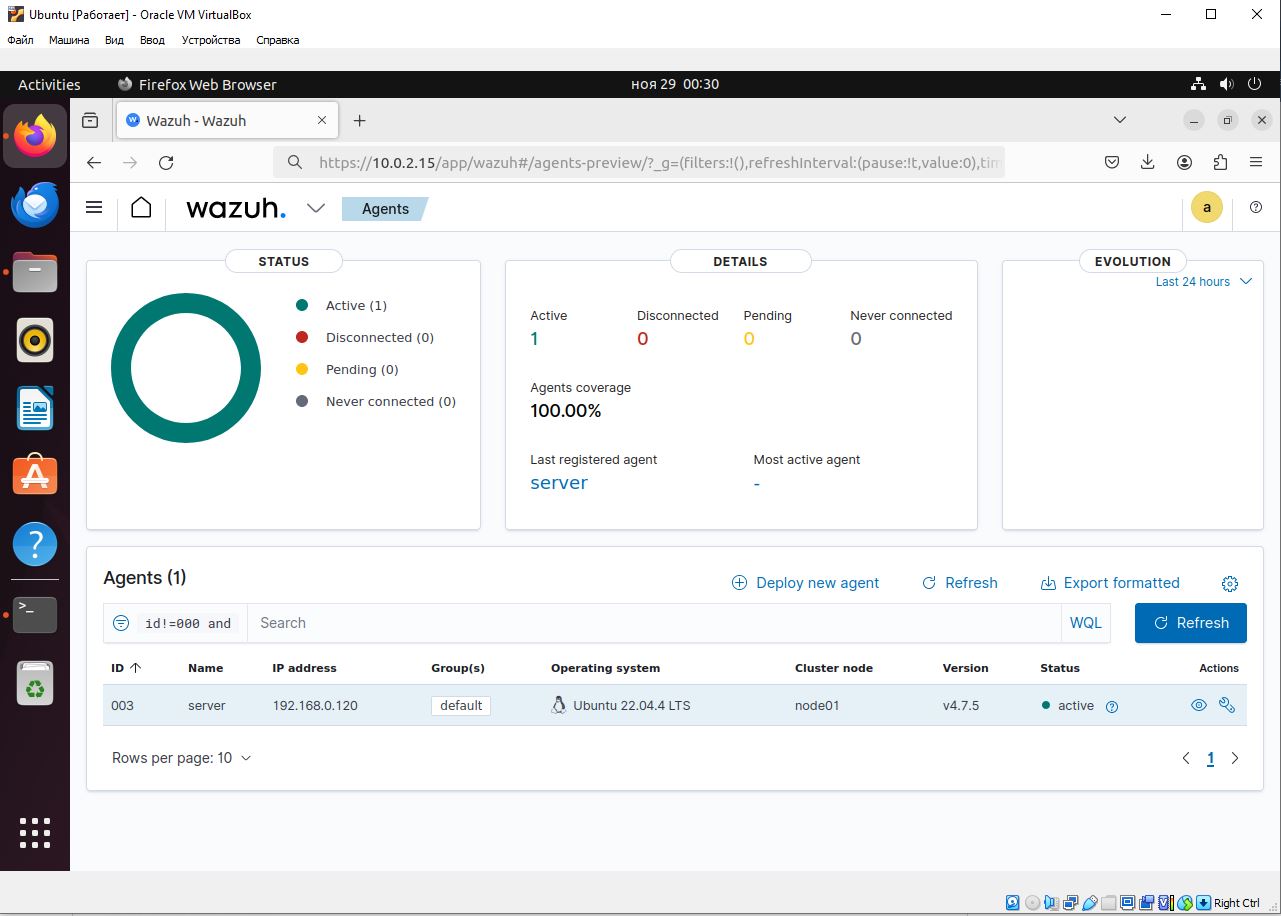 Ubuntu [Работает] - Oracle VM VirtualBox
Файл Машина Вид Ввод Устройства Справка
Activities Firefox Web Browser ноя 29 00:30
Wazuh - Wazuh
https://10.0.2.15/app/wazuh#/agents-preview/?_g=(filters:!(),refreshInterval:(pause:!t,value:0),tim
wazuh. Agents a
STATUS
Active (1)
Disconnected (0)
Pending (0)
Never connected (0)
DETAILS
Active Disconnected Pending Never connected
1 0 0 0
Agents coverage
100.00%
Last registered agent Most active agent
server -
EVOLUTION
Last 24 hours
Agents (1)
Deploy new agent Refresh Export formatted
id!=000 and Search WQL Refresh
ID Name IP address Group(s) Operating system Cluster node Version Status Actions
003 server 192.168.0.120 default Ubuntu 22.04.4 LTS node01 v4.7.5 active
Rows per page: 10 1
Right Ctrl